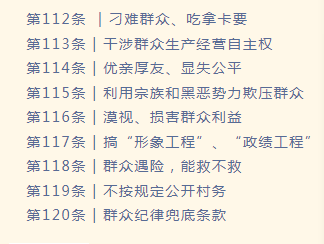 第112条 | 刁难群众、吃拿卡要
第113条 | 干涉群众生产经营自主权
第114条 | 优亲厚友、显失公平
第115条 | 利用宗族和黑恶势力欺压群众
第116条 | 漠视、损害群众利益
第117条 | 搞“形象工程”、“政绩工程”
第118条 | 群众遇险，能救不救
第119条 | 不按规定公开村务
第120条 | 群众纪律兜底条款